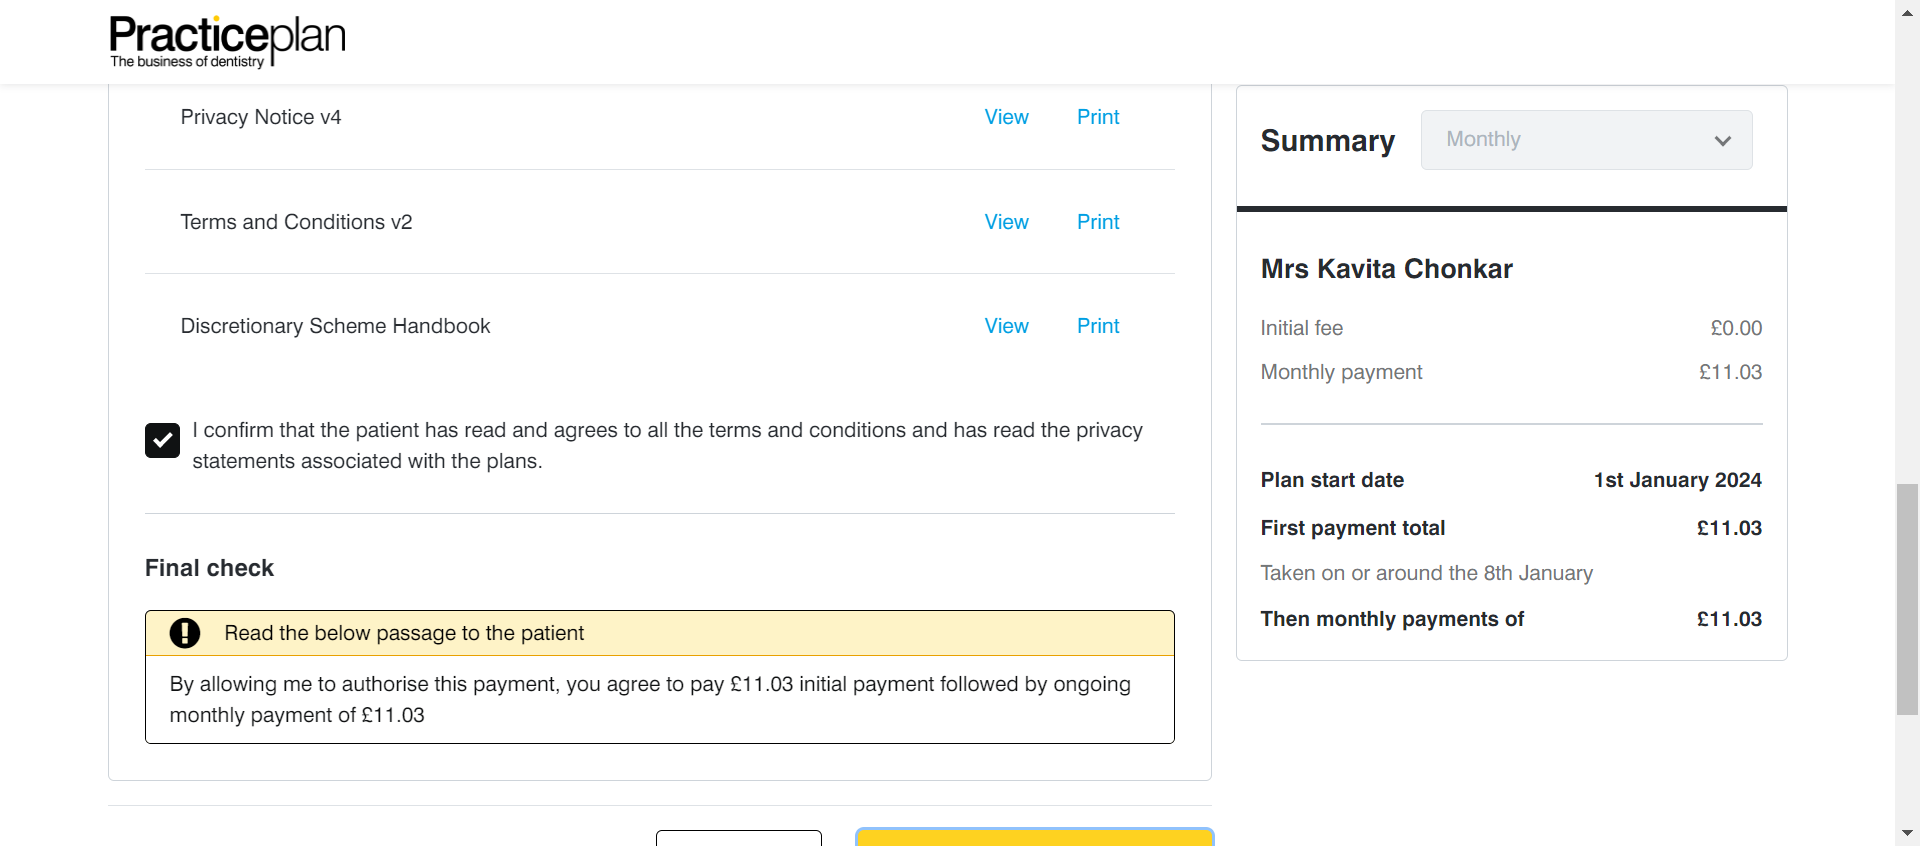 Practiceplan
The business of dentistry
Privacy Notice v4 View Print
Terms and Conditions v2 View Print
Discretionary Scheme Handbook View Print
I confirm that the patient has read and agrees to all the terms and conditions and has read the privacy
statements associated with the plans.
Final check
Read the below passage to the patient
By allowing me to authorise this payment, you agree to pay £11.03 initial payment followed by ongoing
monthly payment of £11.03
Summary Monthly
Mrs Kavita Chonkar
Initial fee £0.00
Monthly payment £11.03
Plan start date 1st January 2024
First payment total £11.03
Taken on or around the 8th January
Then monthly payments of £11.03